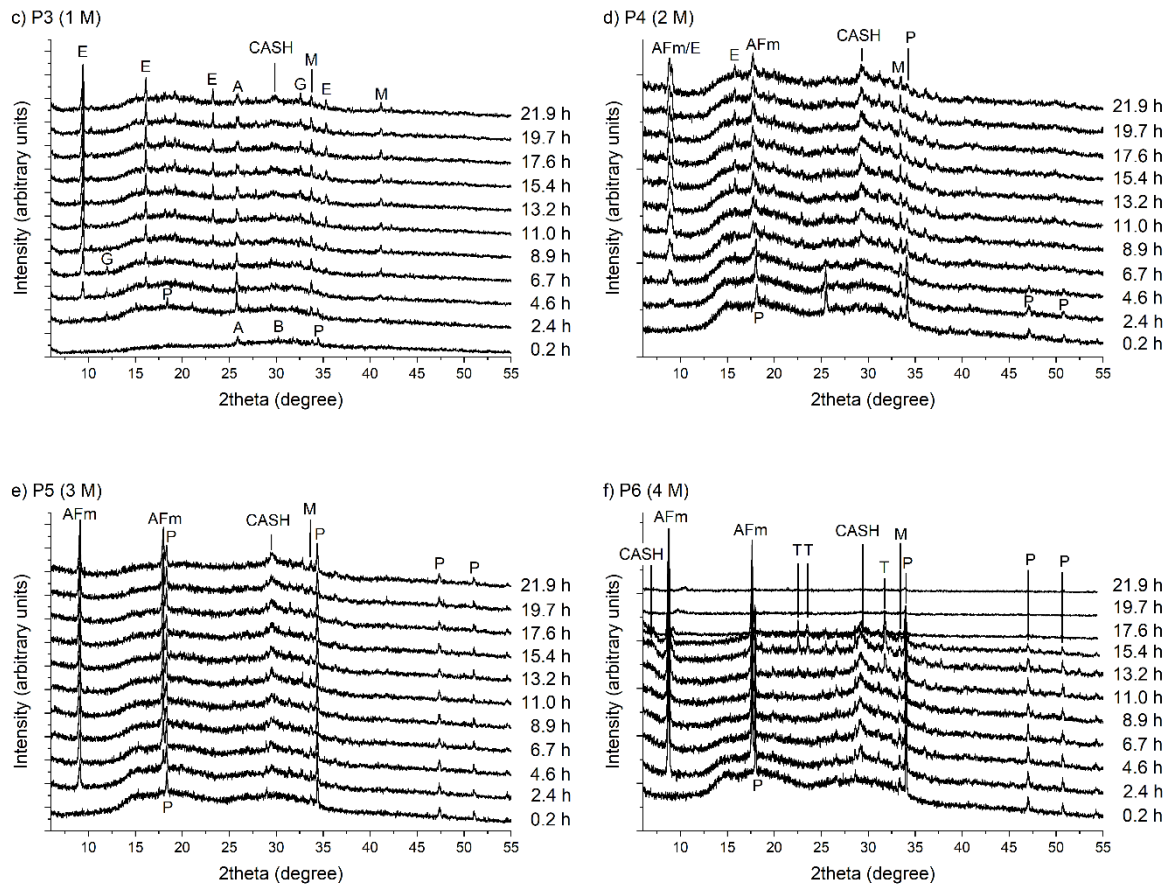 c) P3 (1 M)
E
E
E
A
CASH
G
M
E
M
G
P
A
B
P
21.9 h
19.7 h
17.6 h
15.4 h
13.2 h
11.0 h
8.9 h
6.7 h
4.6 h
2.4 h
0.2 h
Intensity (arbitrary units)
10 15 20 25 30 35 40 45 50 55
2theta (degree)
d) P4 (2 M)
AFm/E
E
AFm
CASH
M
P
P
P
P
21.9 h
19.7 h
17.6 h
15.4 h
13.2 h
11.0 h
8.9 h
6.7 h
4.6 h
2.4 h
0.2 h
Intensity (arbitrary units)
10 15 20 25 30 35 40 45 50 55
2theta (degree)
e) P5 (3 M)
AFm
AFm
P
CASH
M
P
P
P
P
21.9 h
19.7 h
17.6 h
15.4 h
13.2 h
11.0 h
8.9 h
6.7 h
4.6 h
2.4 h
0.2 h
Intensity (arbitrary units)
10 15 20 25 30 35 40 45 50 55
2theta (degree)
f) P6 (4 M)
CASH
AFm
AFm
T T
CASH
T
M
P
P
P
P
21.9 h
19.7 h
17.6 h
15.4 h
13.2 h
11.0 h
8.9 h
6.7 h
4.6 h
2.4 h
0.2 h
Intensity (arbitrary units)
10 15 20 25 30 35 40 45 50 55
2theta (degree)